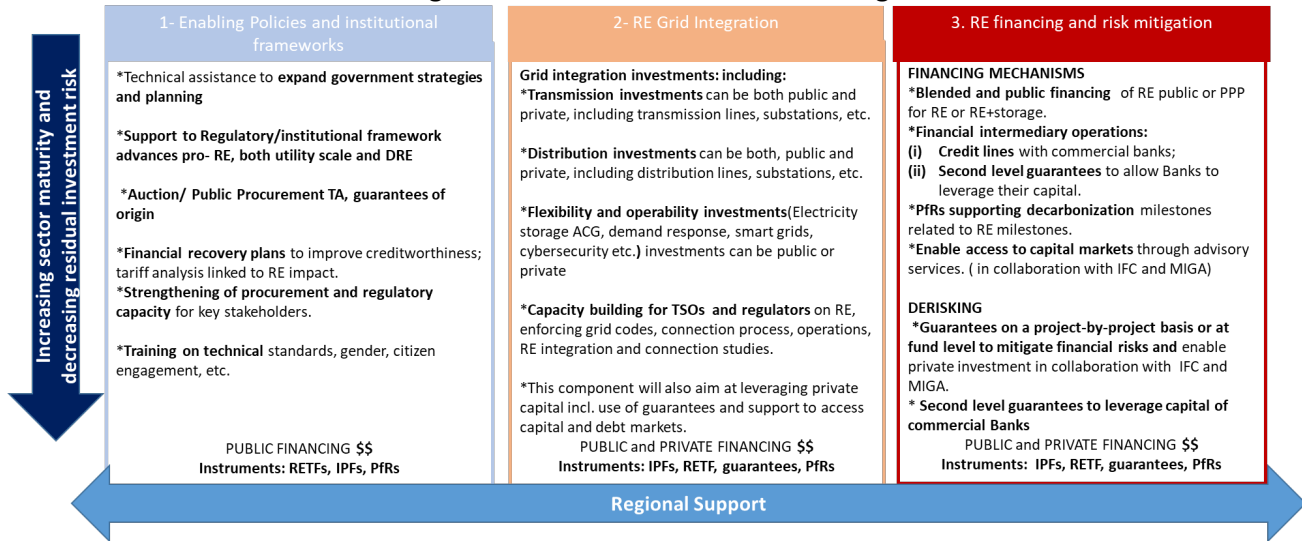 1- Enabling Policies and institutional
frameworks
*Technical assistance to expand government strategies
and planning
*Support to Regulatory/institutional framework
advances pro- RE, both utility scale and DRE
*Auction/ Public Procurement TA, guarantees of
origin
*Financial recovery plans to improve creditworthiness;
tariff analysis linked to RE impact.
*Strengthening of procurement and regulatory
capacity for key stakeholders.
*Training on technical standards, gender, citizen
engagement, etc.
PUBLIC FINANCING $$
Instruments: RETFs, IPFs, PfRs
2- RE Grid Integration
Grid integration investments: including:
*Transmission investments can be both public and
private, including transmission lines, substations, etc.
*Distribution investments can be both, public and
private, including distribution lines, substations, etc.
*Flexibility and operability investments(Electricity
storage ACG, demand response, smart grids,
cybersecurity etc.) investments can be public or
private
*Capacity building for TSOs and regulators on RE,
enforcing grid codes, connection process, operations,
RE integration and connection studies.
*This component will also aim at leveraging private
capital incl. use of guarantees and support to access
capital and debt markets.
PUBLIC and PRIVATE FINANCING $$
Instruments: IPFs, RETF, guarantees, PfRs
3. RE financing and risk mitigation
FINANCING MECHANISMS
*Blended and public financing of RE public or PPP
for RE or RE+storage.
*Financial intermediary operations:
(i) Credit lines with commercial banks;
(ii) Second level guarantees to allow Banks to
leverage their capital.
*PfRs supporting decarbonization milestones
related to RE milestones.
*Enable access to capital markets through advisory
services. ( in collaboration with IFC and MIGA)
DERISKING
*Guarantees on a project-by-project basis or at
fund level to mitigate financial risks and enable
private investment in collaboration with IFC and
MIGA.
* Second level guarantees to leverage capital of
commercial Banks
PUBLIC and PRIVATE FINANCING $$
Instruments: IPFs, RETF, guarantees, PfRs
Increasing sector maturity and
decreasing residual investment risk
Regional Support